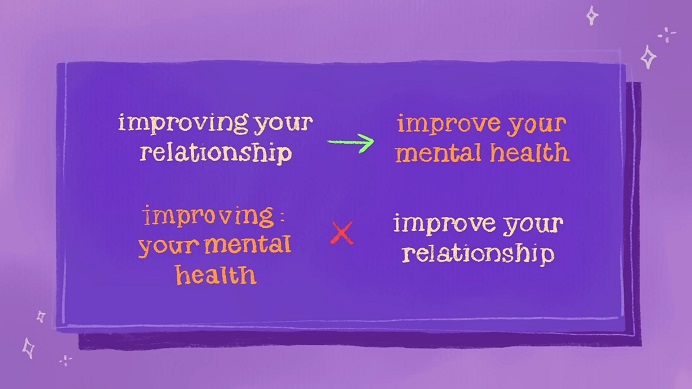 improving your
relationship
improve your
mental health
improving :
your mental
health
improve your
relationship